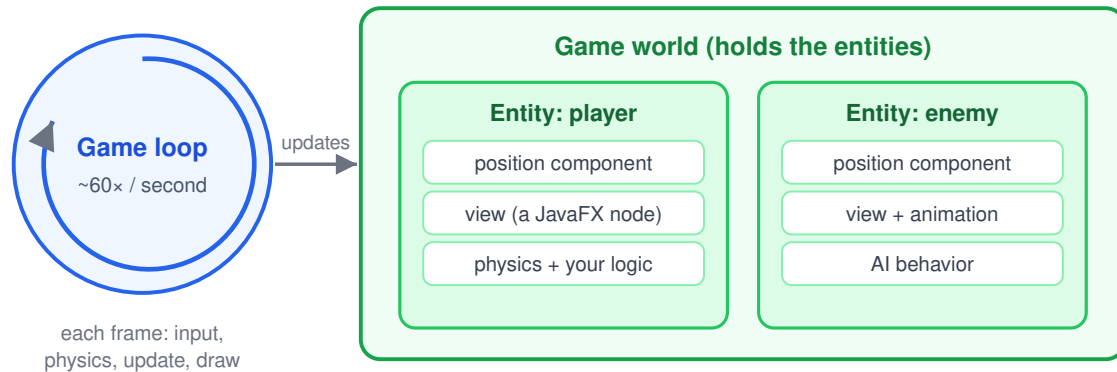 Game loop
~60× / second
each frame: input,
physics, update, draw
updates
Game world (holds the entities)
Entity: player
position component
view (a JavaFX node)
physics + your logic
Entity: enemy
position component
view + animation
AI behavior